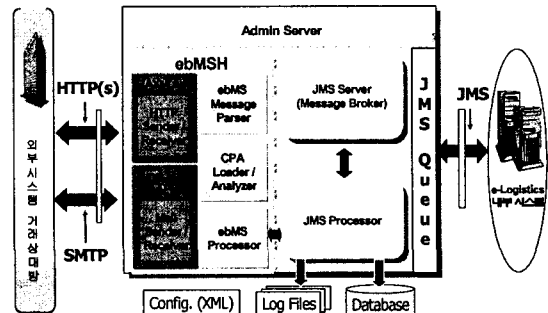 Admin Server
ebMSH
HTTP(s)
SMTP
외부시스템 거래상대방
ebMS
Message
Parser
CPA
Loader /
Analyzer
ebMS
Processor
JMS Server
(Message Broker)
JMS Processor
JMS Queue
JMS
e-Logistics
내부 시스템
Config. (XML)
Log Files
Database